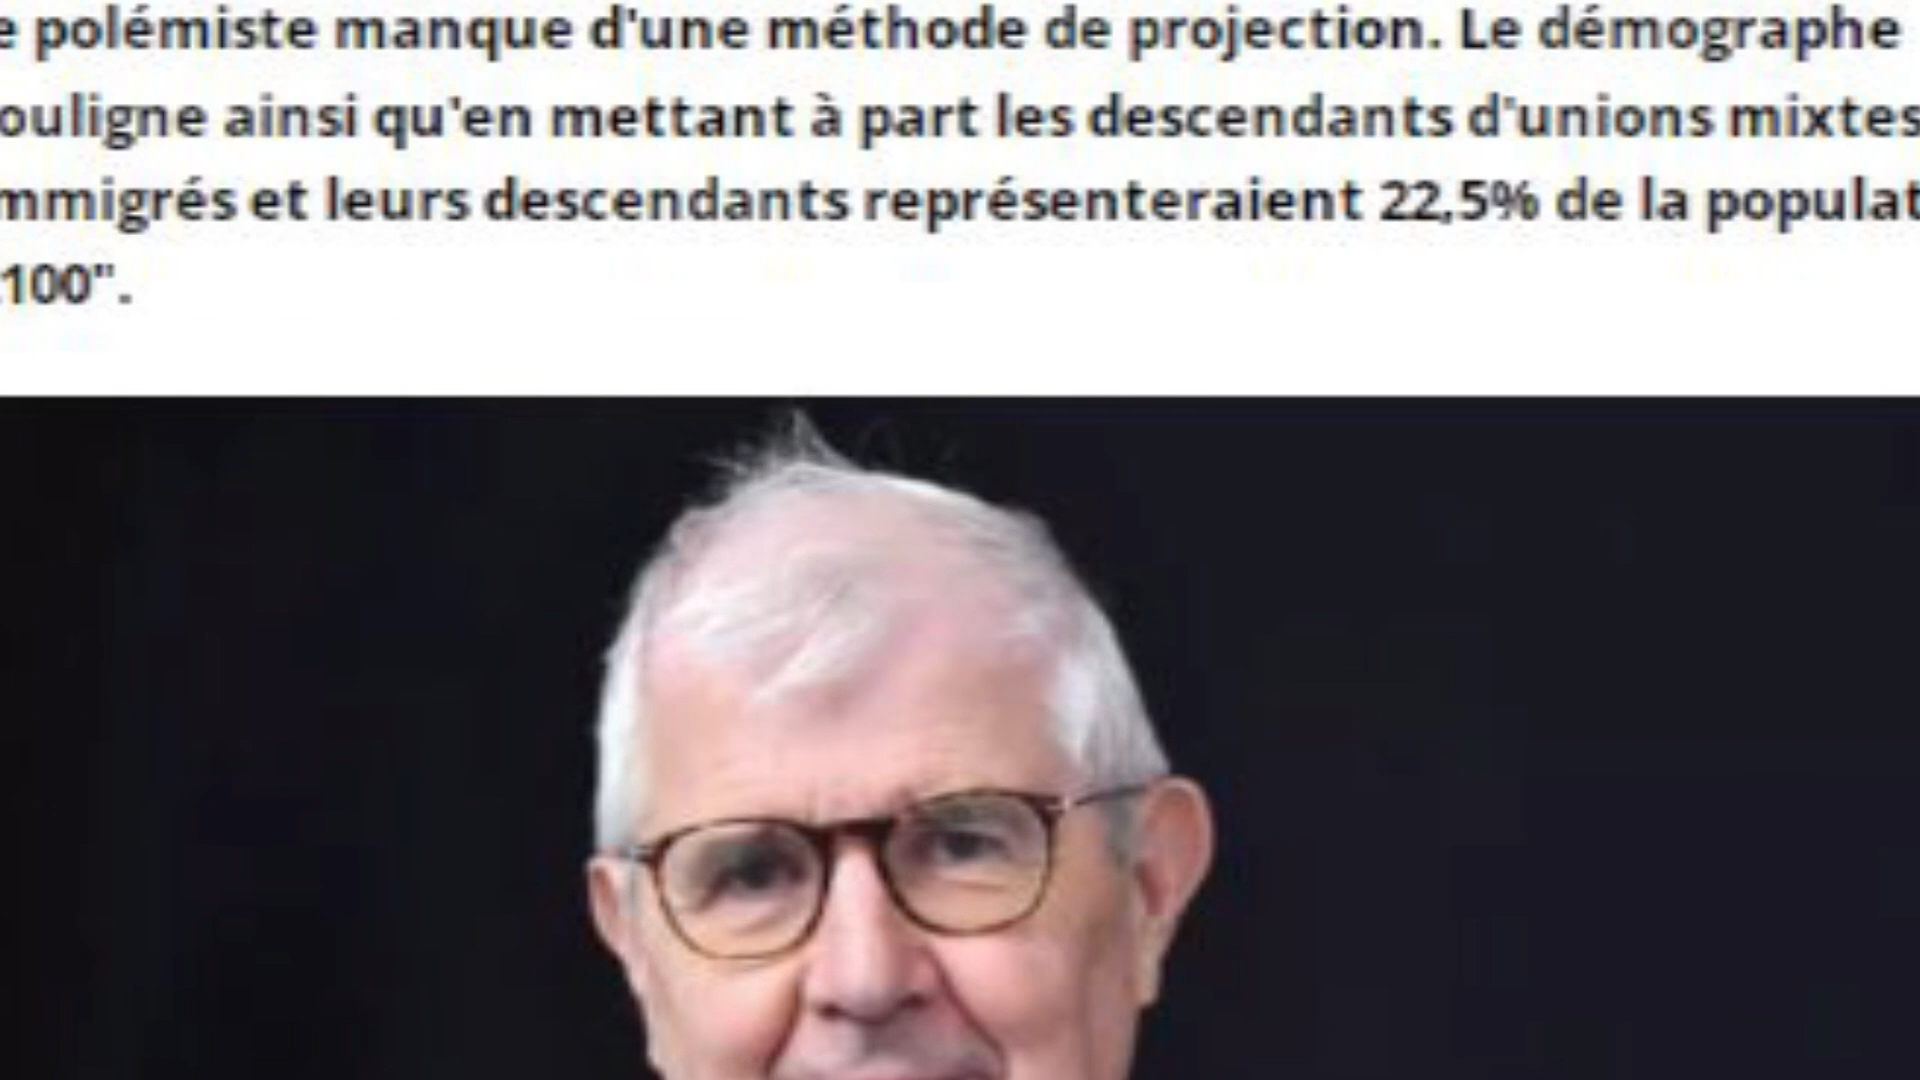 e polémiste manque d'une méthode de projection. Le démographe
ouligne ainsi qu'en mettant à part les descendants d'unions mixtes
mmigrés et leurs descendants représenteraient 22,5% de la populat
100".